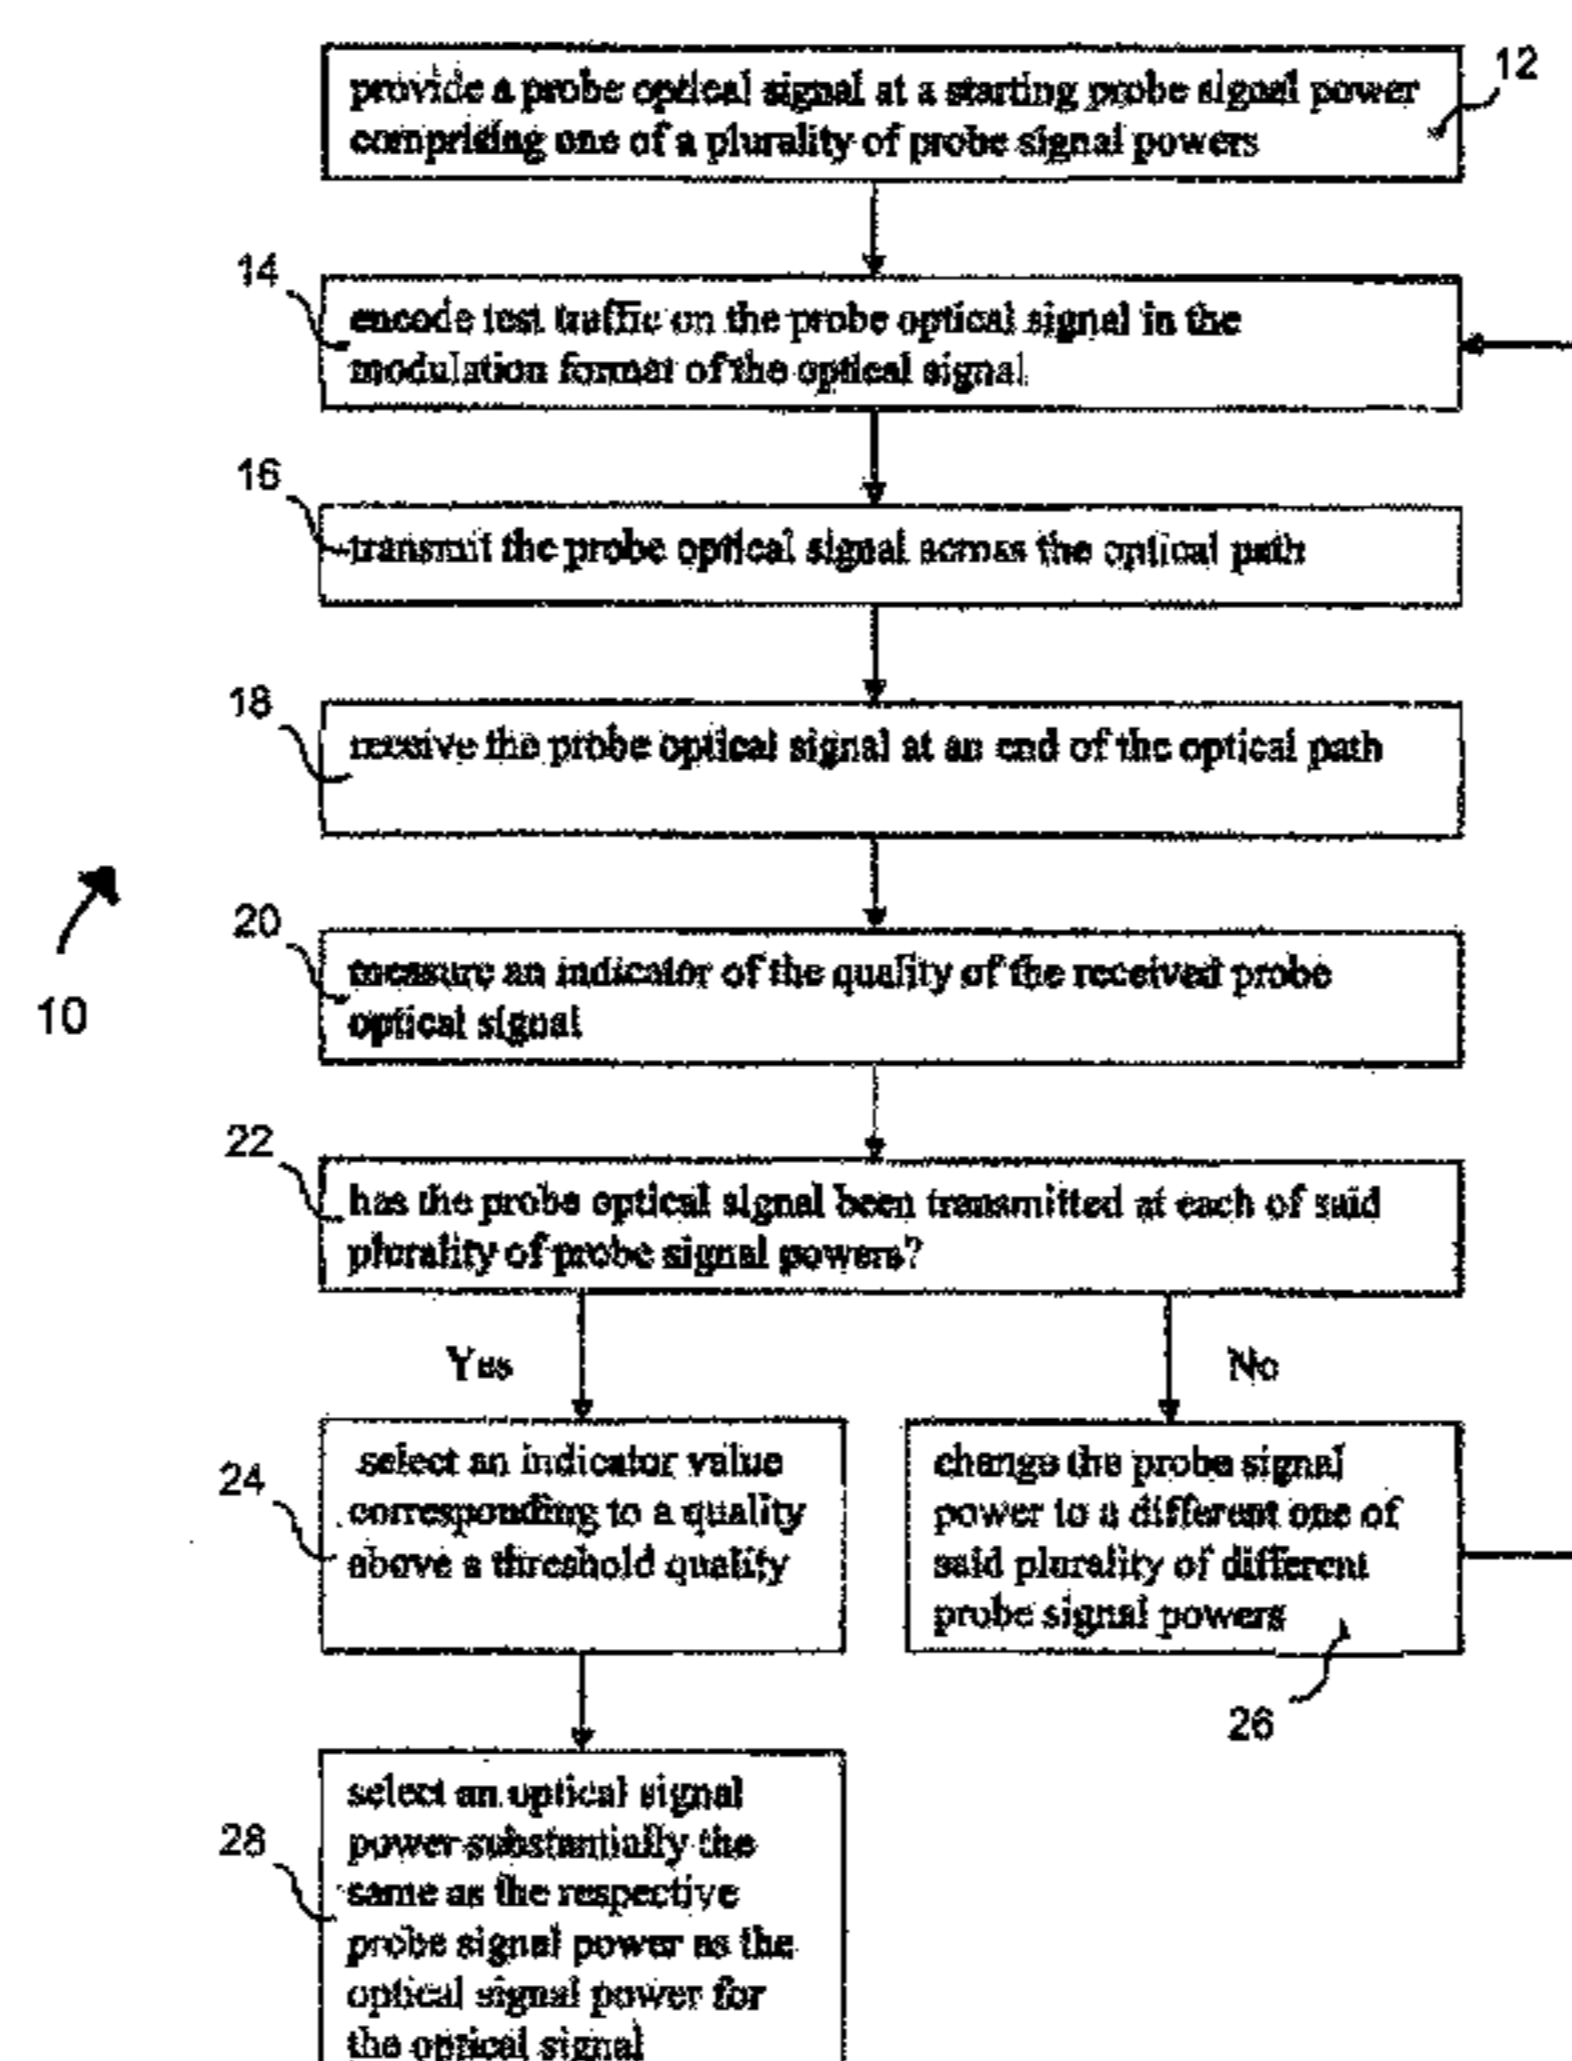 provide a probe optical signal at a starting probe signal power
comprising one of a plurality of probe signal powers
12
14
encode test traffic on the probe optical signal in the
modulation format of the optical signal
16
transmit the probe optical signal across the optical path
18
receive the probe optical signal at an end of the optical path
10
20
measure an indicator of the quality of the received probe
optical signal
22
has the probe optical signal been transmitted at each of said
plurality of probe signal powers?
Yes
No
24
select an indicator value
corresponding to a quality
above a threshold quality
change the probe signal
power to a different one of
said plurality of different
probe signal powers
26
28
select an optical signal
power substantially the
same as the respective
probe signal power as the
optical signal power for
the optical signal